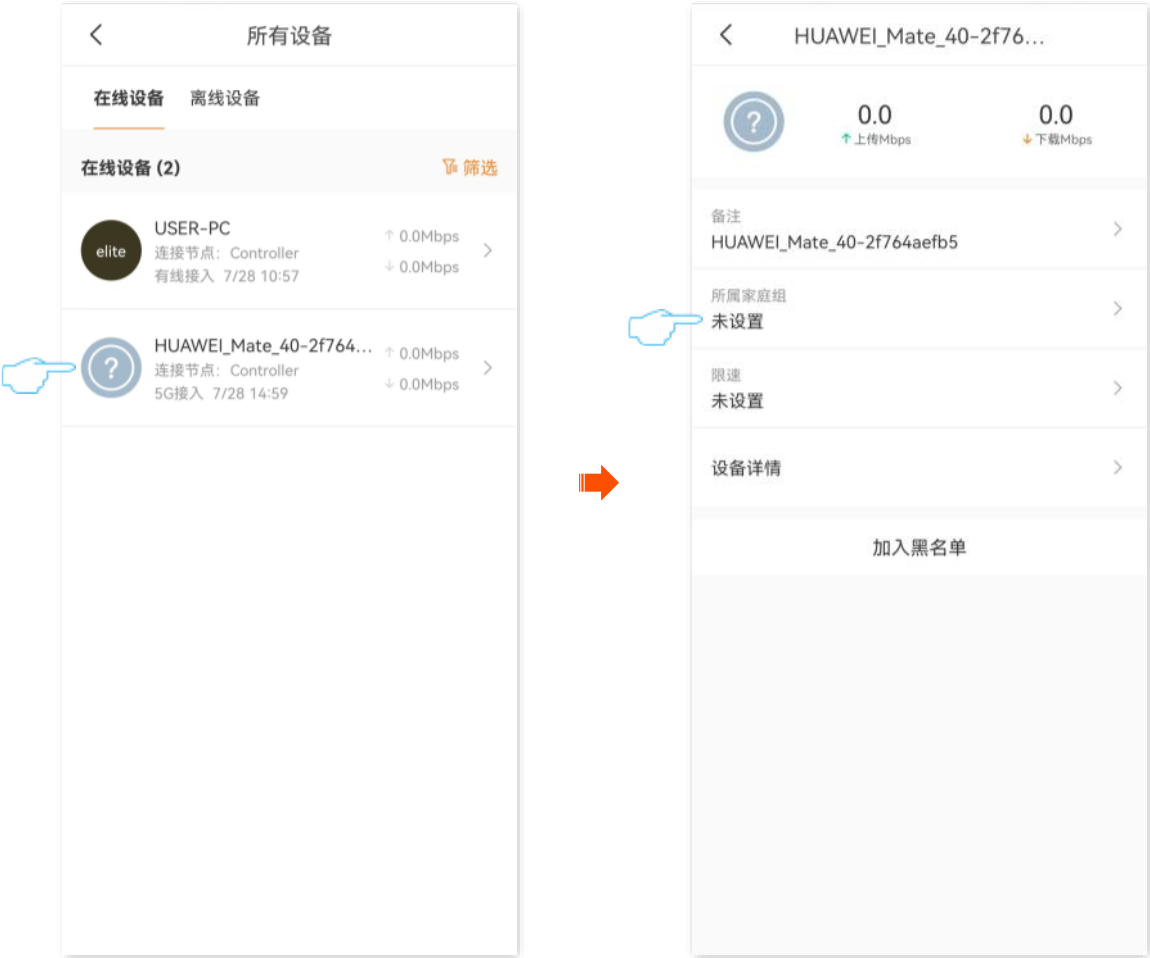 所有设备
在线设备 离线设备
在线设备 (2) 筛选
elite
USER-PC
连接节点：Controller
有线接入 7/28 10:57
↑ 0.0Mbps
↓ 0.0Mbps
?
HUAWEI_Mate_40-2f764...
连接节点：Controller
5G接入 7/28 14:59
↑ 0.0Mbps
↓ 0.0Mbps
HUAWEI_Mate_40-2f76...
?
0.0
↑上传Mbps
0.0
↓下载Mbps
备注
HUAWEI_Mate_40-2f764aefb5
所属家庭组
未设置
限速
未设置
设备详情
加入黑名单